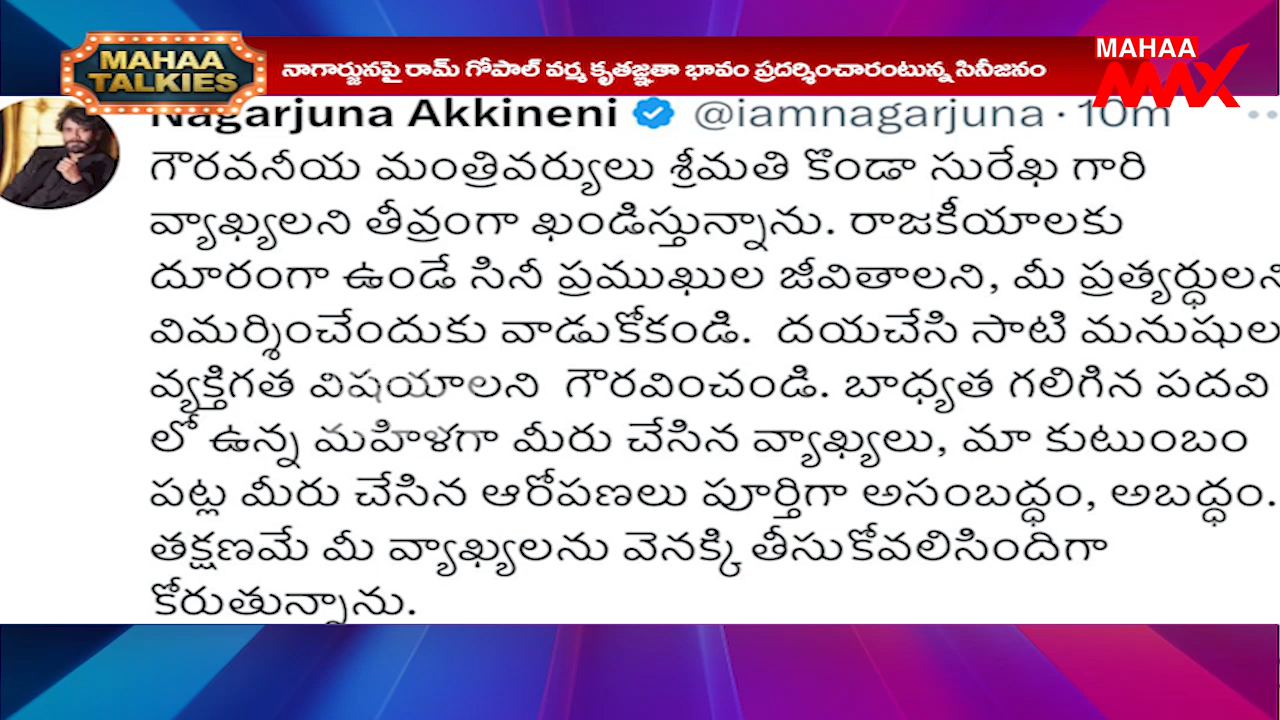 MAHAA
TALKIES
నాగార్జునపై రామ్ గోపాల్ వర్మ కృతజ్ఞతా భావం ప్రదర్శించారంటున్న సినీజనం
MAHAA
MAX
Nagarjuna Akkineni @iamnagarjuna · 10m
గౌరవనీయ మంత్రివర్యులు శ్రీమతి కొండా సురేఖ గారి
వ్యాఖ్యలని తీవ్రంగా ఖండిస్తున్నాను. రాజకీయాలకు
దూరంగా ఉండే సినీ ప్రముఖుల జీవితాలని, మీ ప్రత్యర్ధులని
విమర్శించేందుకు వాడుకోకండి. దయచేసి సాటి మనుషుల
వ్యక్తిగత విషయాలని గౌరవించండి. బాధ్యత గలిగిన పదవి
లో ఉన్న మహిళగా మీరు చేసిన వ్యాఖ్యలు, మా కుటుంబం
పట్ల మీరు చేసిన ఆరోపణలు పూర్తిగా అసంబద్ధం, అబద్ధం.
తక్షణమే మీ వ్యాఖ్యలను వెనక్కి తీసుకోవలిసిందిగా
కోరుతున్నాను.